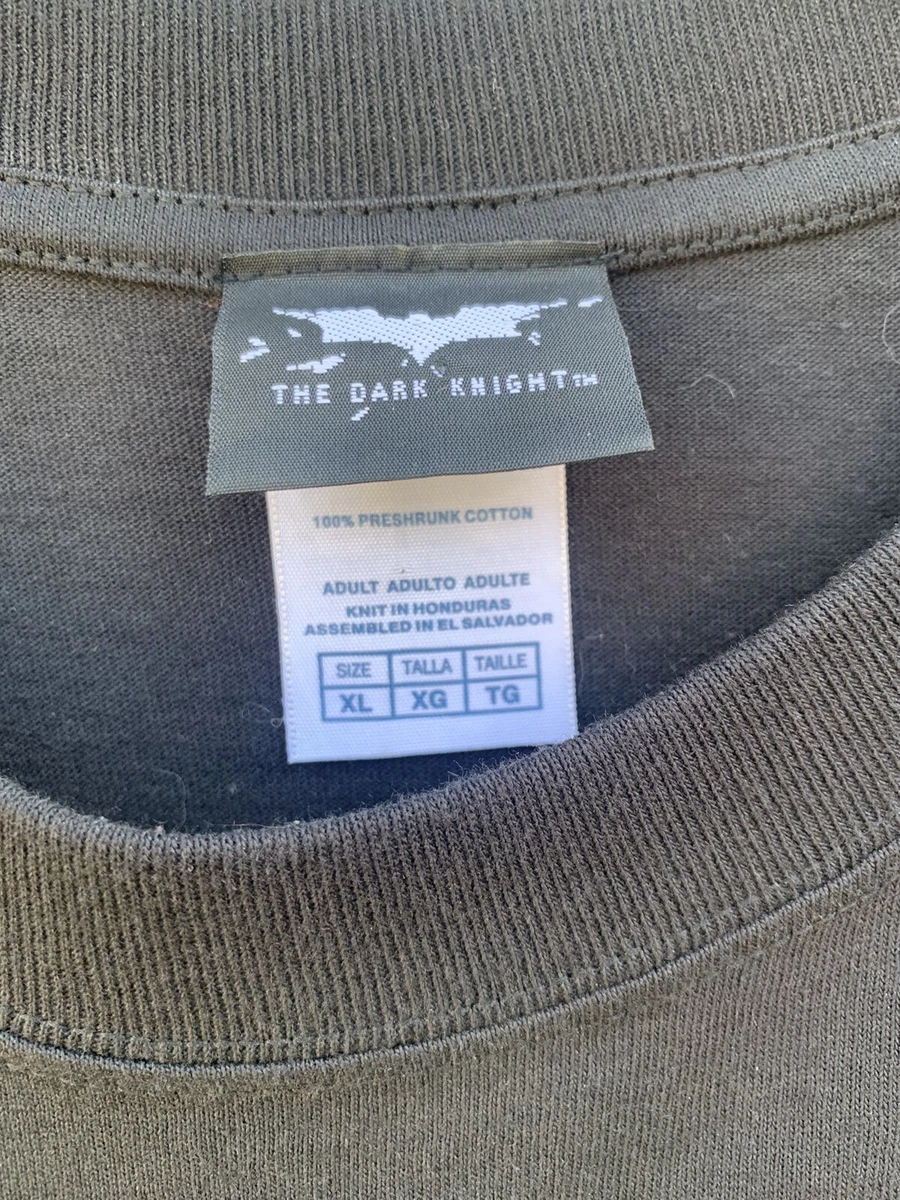 THE DARK KNIGHT™
100% PRESHRUNK COTTON
ADULT ADULTO ADULTE
KNIT IN HONDURAS
ASSEMBLED IN EL SALVADOR
SIZE TALLA TAILLE
XL XG TG